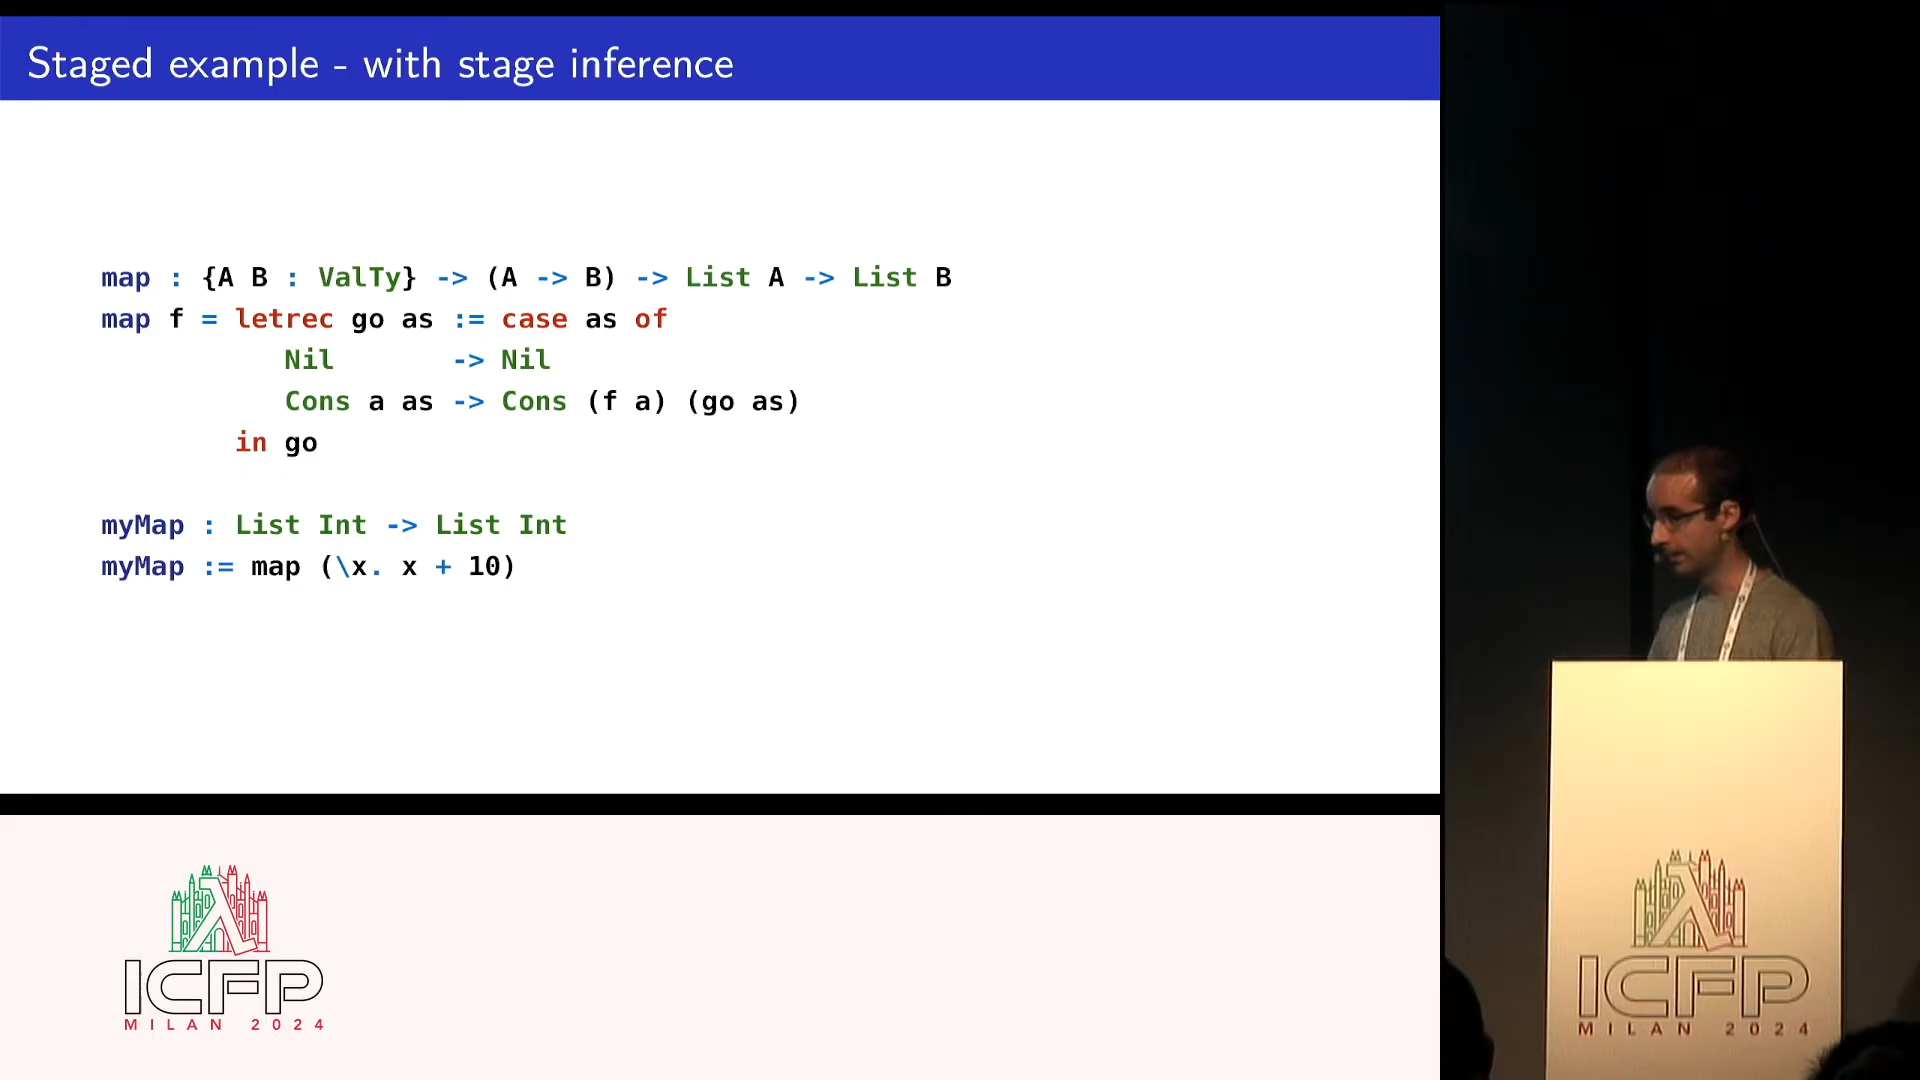 Staged example - with stage inference
map : {A B : ValTy} -> (A -> B) -> List A -> List B
map f = letrec go as := case as of
Nil -> Nil
Cons a as -> Cons (f a) (go as)
in go
myMap : List Int -> List Int
myMap := map (\x. x + 10)
ICFP
MILAN 2024
ICFP
MILAN 2024